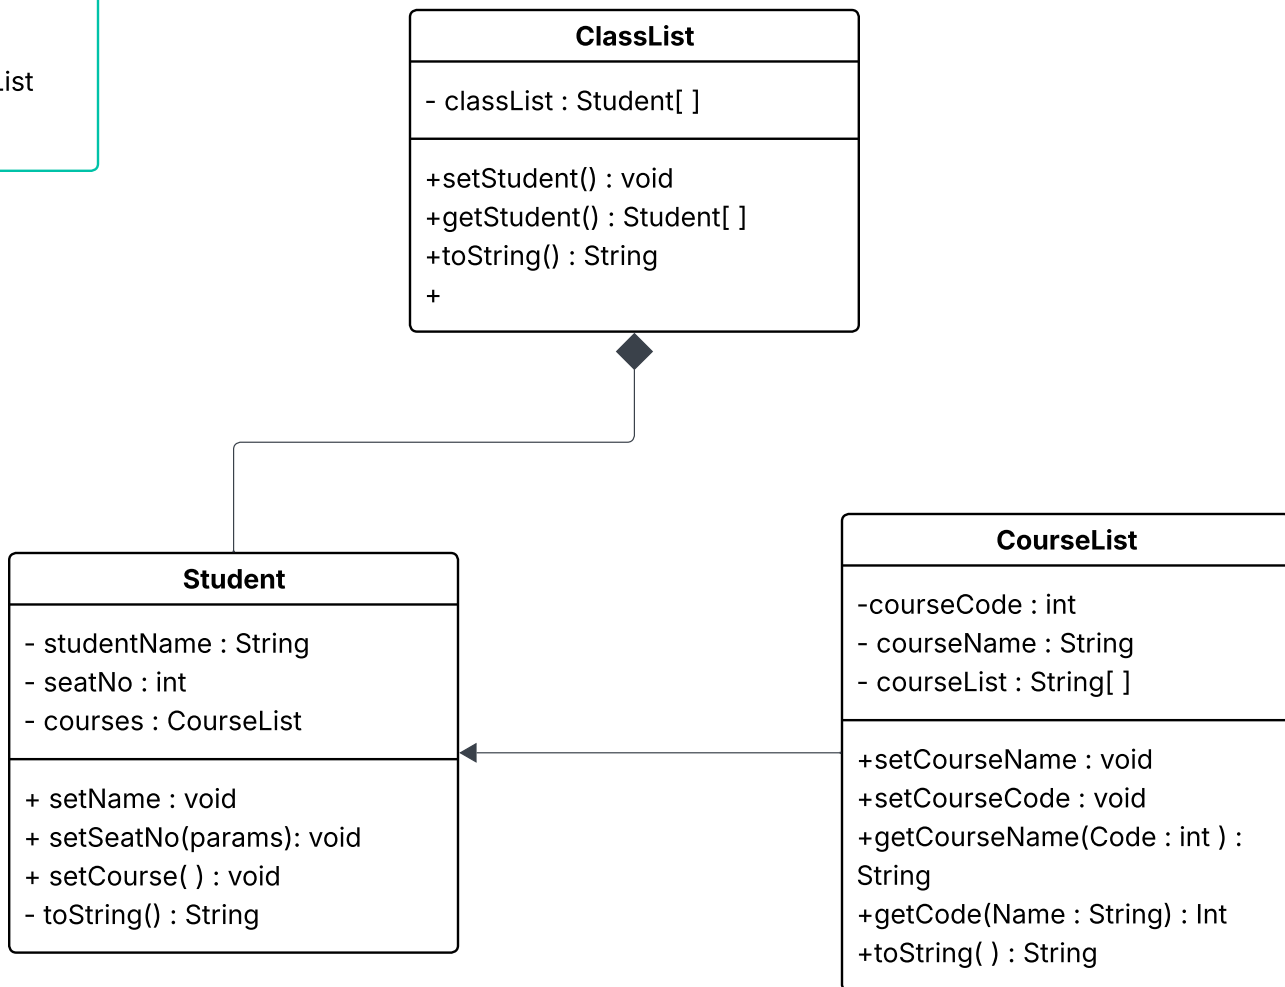 List
ClassList
- classList : Student[ ]
+setStudent() : void
+getStudent() : Student[ ]
+toString() : String
+
Student
- studentName : String
- seatNo : int
- courses : CourseList
+ setName : void
+ setSeatNo(params): void
+ setCourse( ) : void
- toString() : String
CourseList
-courseCode : int
- courseName : String
- courseList : String[ ]
+setCourseName : void
+setCourseCode : void
+getCourseName(Code : int ) :
String
+getCode(Name : String) : Int
+toString( ) : String